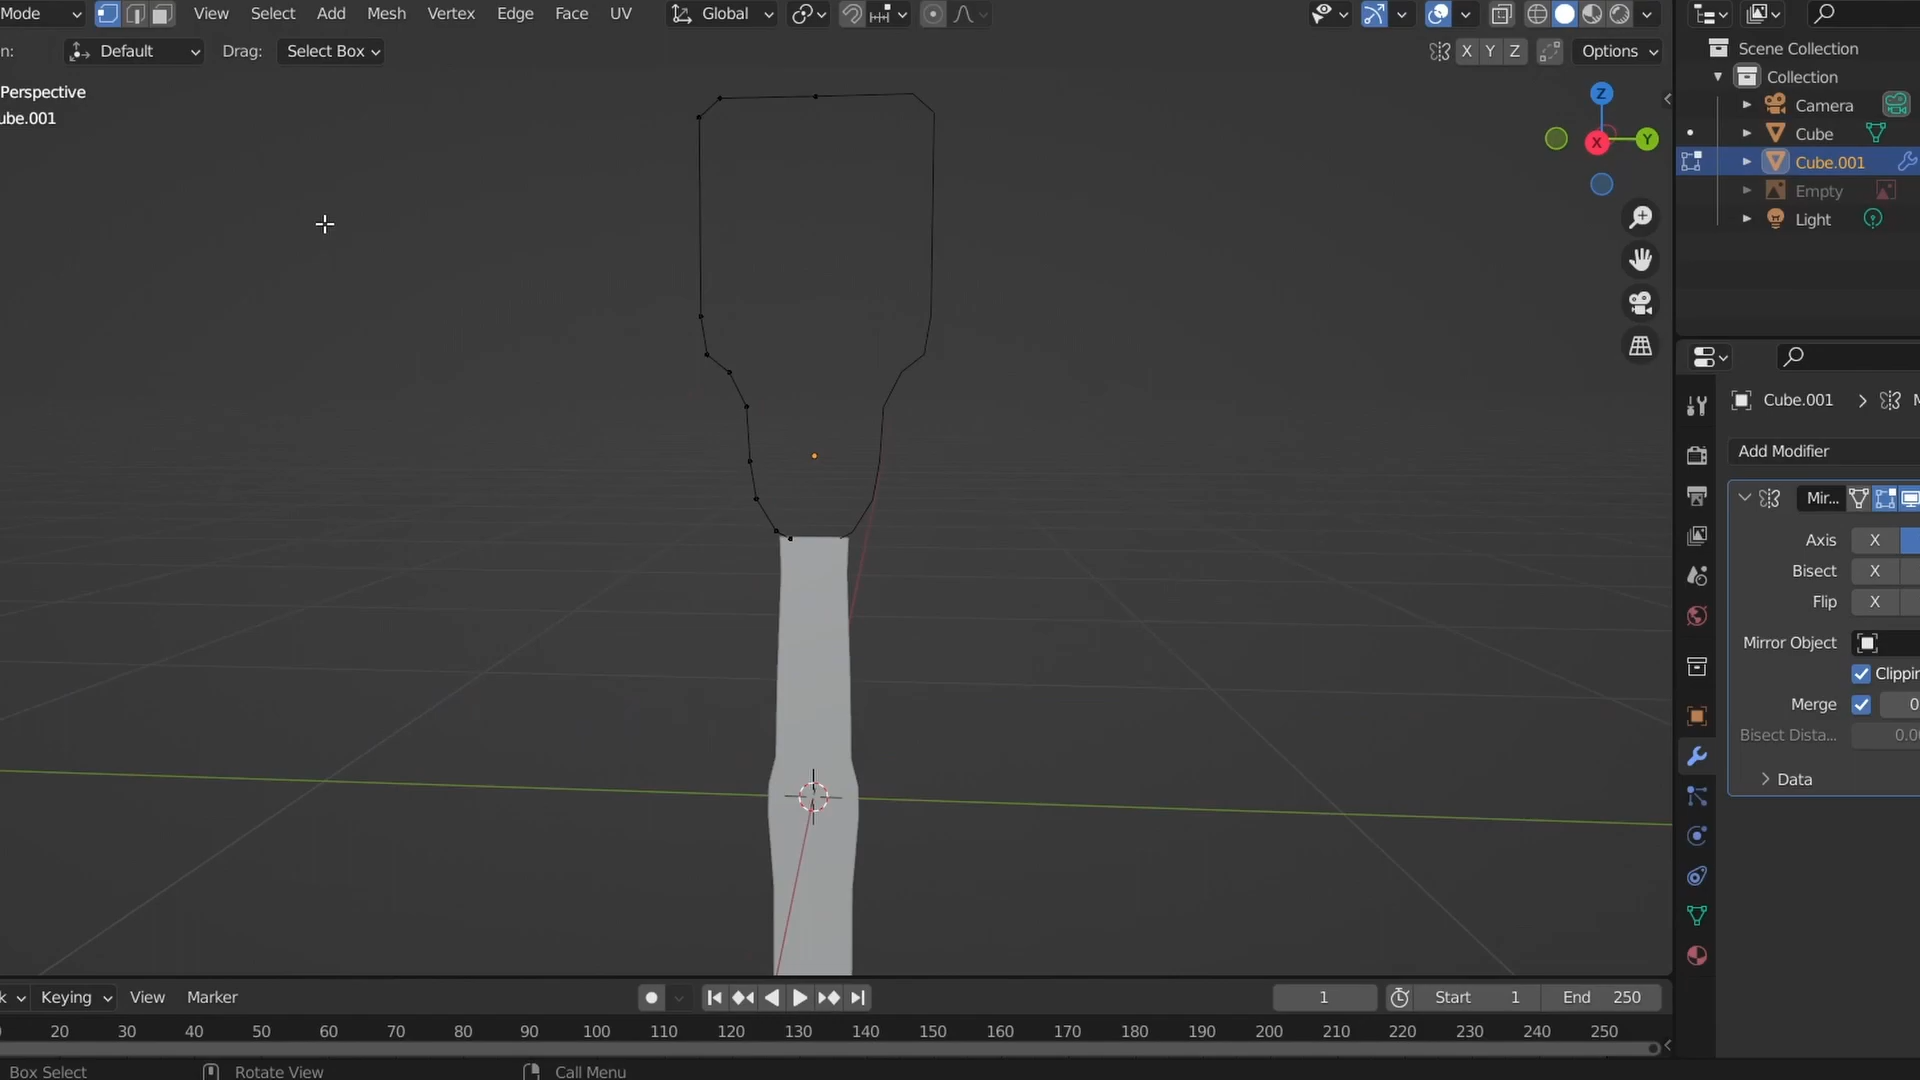 Mode View Select Add Mesh Vertex Edge Face UV Global
n: Default Drag: Select Box X Y Z Options
Perspective
ube.001
Z
X Y
Scene Collection
Collection
Camera
Cube
Cube.001
Empty
Light
Cube.001 > M
Add Modifier
Mir...
Axis X
Bisect X
Flip X
Mirror Object
Clippin
Merge 0
Bisect Dista... 0.0
Data
k Keying View Marker 1 Start 1 End 250
20 30 40 50 60 70 80 90 100 110 120 130 140 150 160 170 180 190 200 210 220 230 240 250
Box Select Rotate View Call Menu